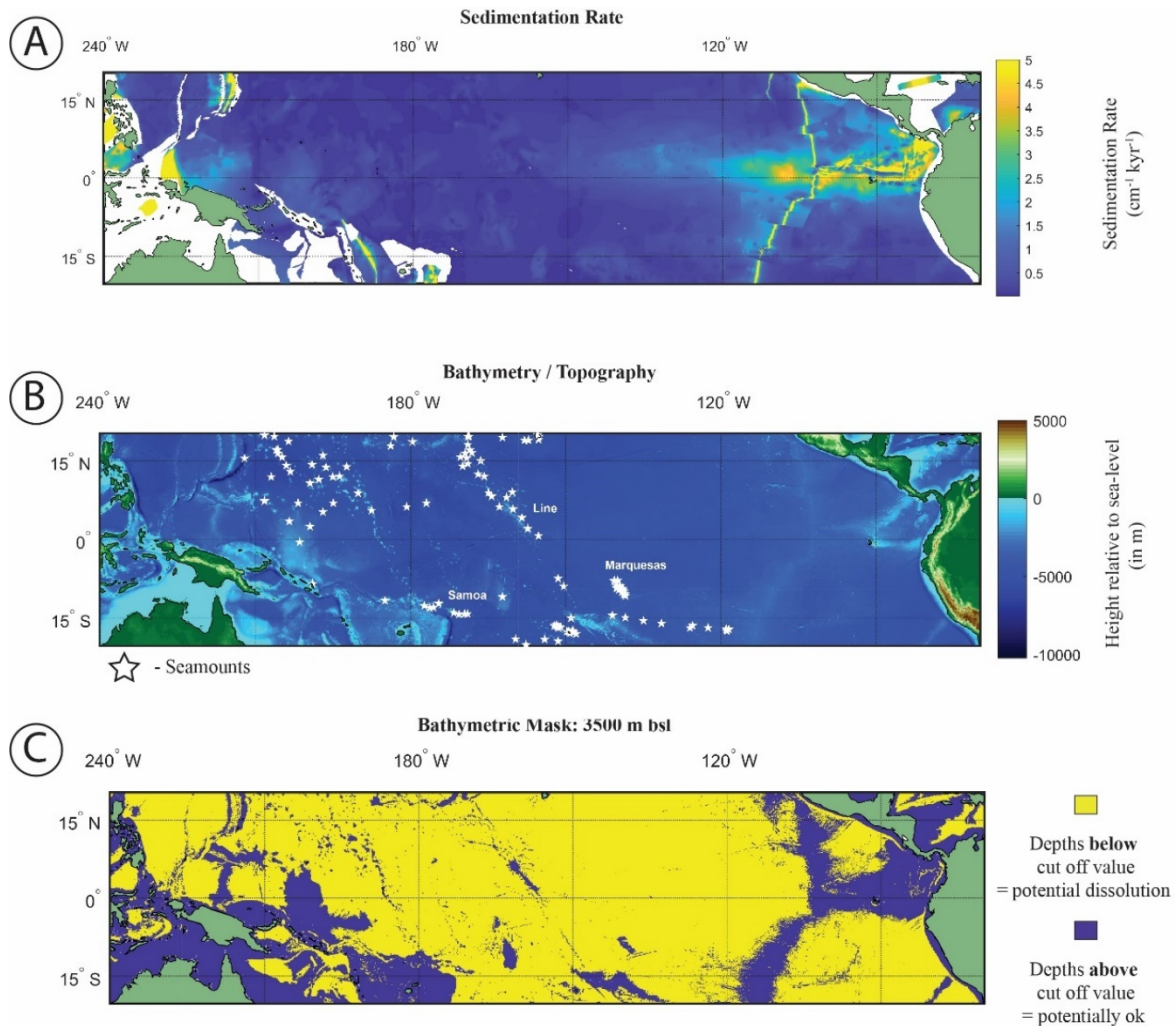 A
Sedimentation Rate
240° W
180° W
120° W
15° N
0°
15° S
5
4.5
4
3.5
3
2.5
2
1.5
1
0.5
Sedimentation Rate
(cm⁻¹ kyr⁻¹)
B
Bathymetry / Topography
240° W
180° W
120° W
15° N
0°
15° S
Line
Marquesas
Samoa
5000
0
-5000
-10000
Height relative to sea-level
(in m)
- Seamounts
C
Bathymetric Mask: 3500 m bsl
240° W
180° W
120° W
15° N
0°
15° S
Depths below
cut off value
= potential dissolution
Depths above
cut off value
= potentially ok